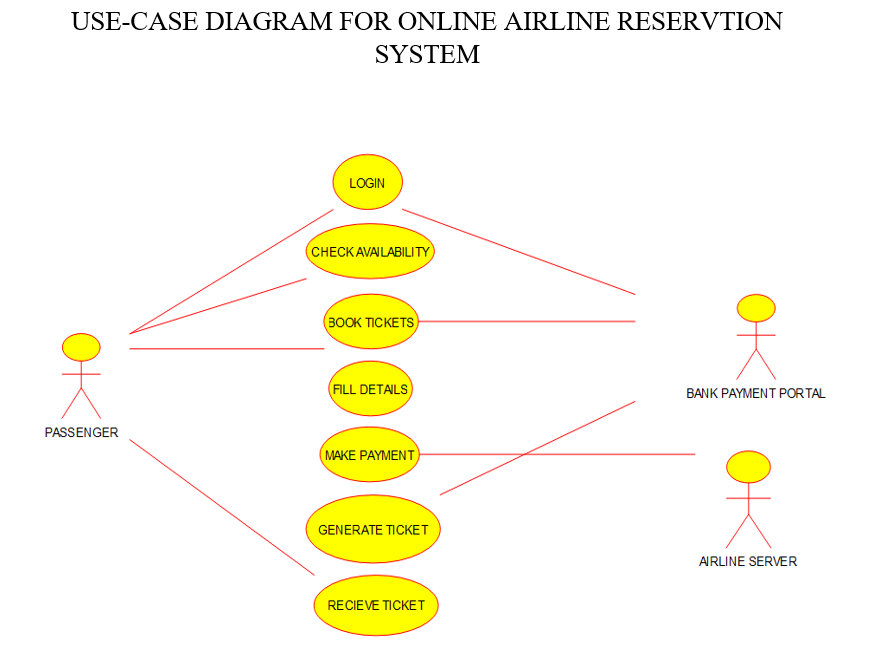 USE-CASE DIAGRAM FOR ONLINE AIRLINE RESERVTION
SYSTEM
LOGIN
CHECK AVAILABILITY
BOOK TICKETS
FILL DETAILS
BANK PAYMENT PORTAL
PASSENGER
MAKE PAYMENT
GENERATE TICKET
AIRLINE SERVER
RECIEVE TICKET